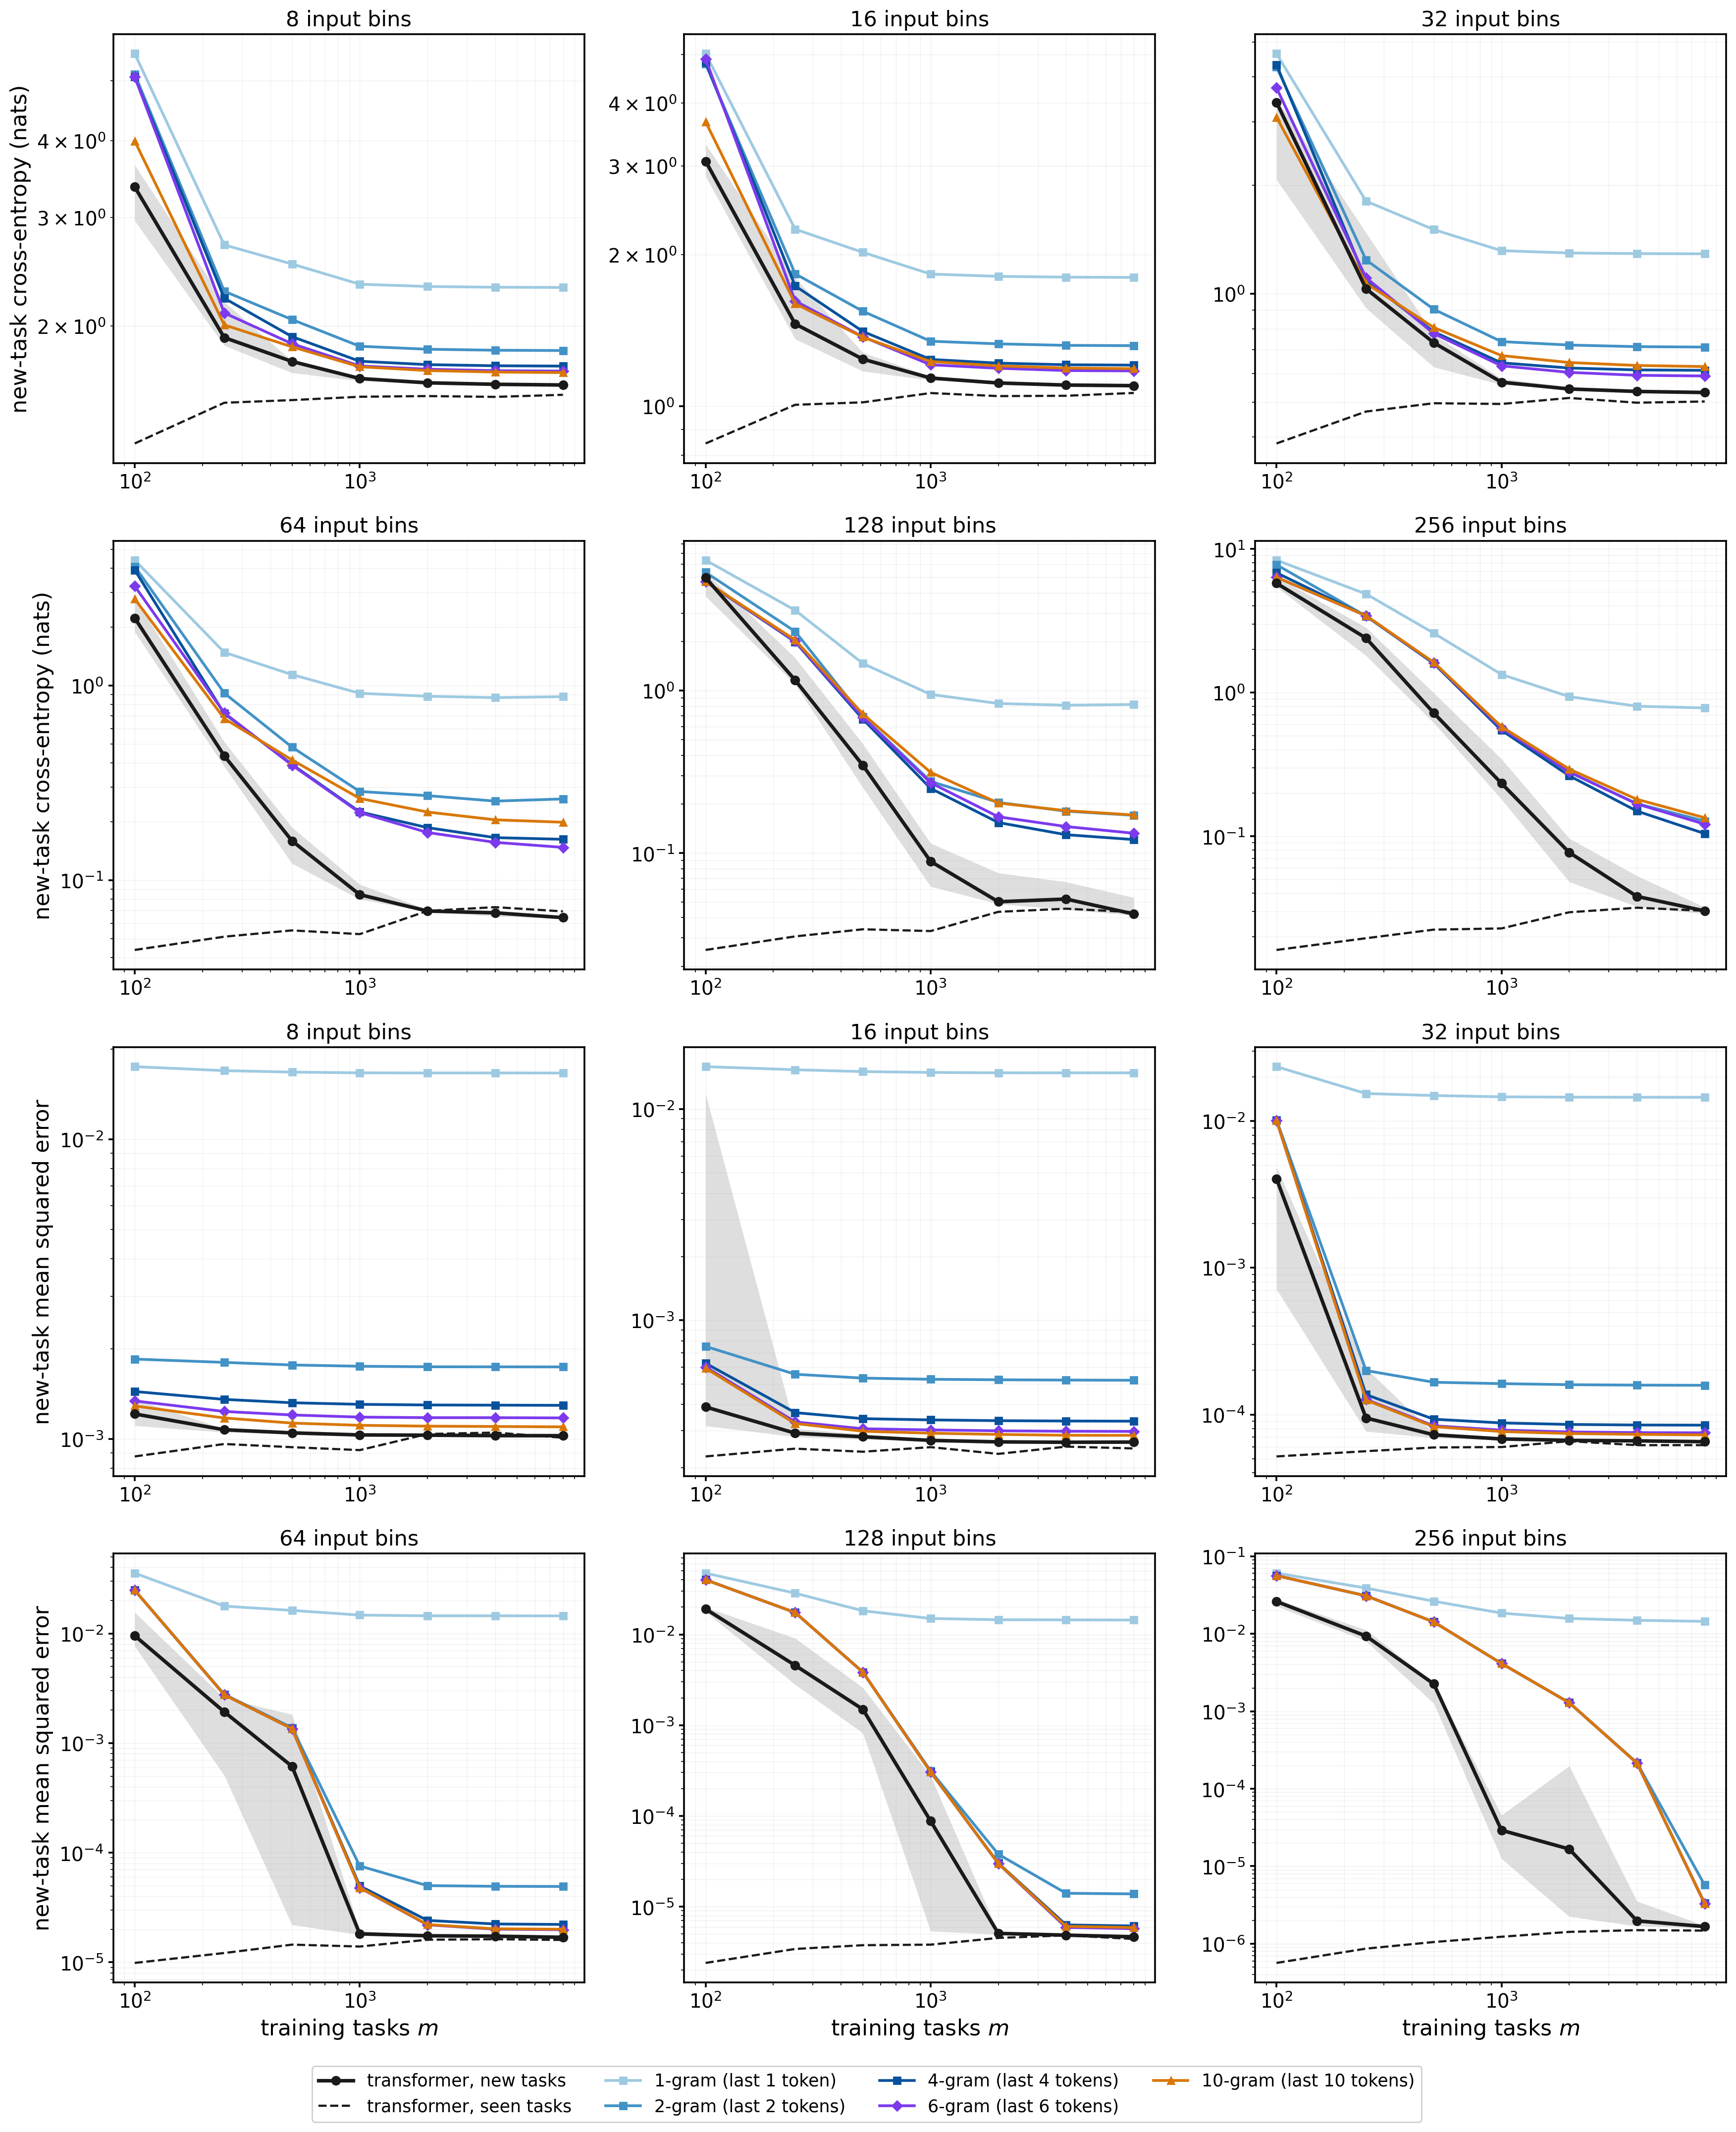 8 input bins
16 input bins
32 input bins
new-task cross-entropy (nats)
4 × 10⁰
3 × 10⁰
2 × 10⁰
10² 10³
4 × 10⁰
3 × 10⁰
2 × 10⁰
10⁰
10² 10³
10⁰
10² 10³
64 input bins
128 input bins
256 input bins
new-task cross-entropy (nats)
10⁰
10⁻¹
10² 10³
10⁰
10⁻¹
10² 10³
10¹
10⁰
10⁻¹
10² 10³
8 input bins
16 input bins
32 input bins
new-task mean squared error
10⁻²
10⁻³
10² 10³
10⁻²
10⁻³
10² 10³
10⁻²
10⁻³
10⁻⁴
10² 10³
64 input bins
128 input bins
256 input bins
new-task mean squared error
10⁻²
10⁻³
10⁻⁴
10⁻⁵
10² 10³
training tasks m
10⁻²
10⁻³
10⁻⁴
10⁻⁵
10² 10³
training tasks m
10⁻¹
10⁻²
10⁻³
10⁻⁴
10⁻⁵
10⁻⁶
10² 10³
training tasks m
transformer, new tasks
transformer, seen tasks
1-gram (last 1 token)
2-gram (last 2 tokens)
4-gram (last 4 tokens)
6-gram (last 6 tokens)
10-gram (last 10 tokens)